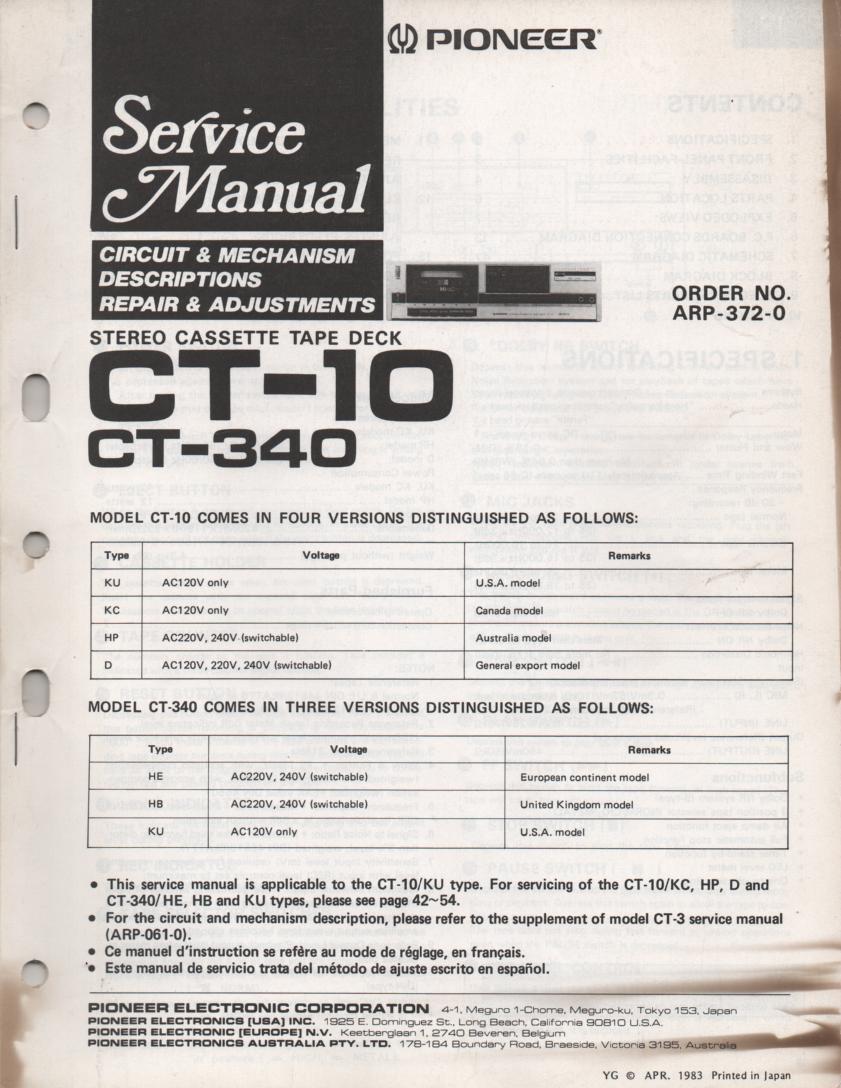 PIONEER®
Service
Manual
CIRCUIT & MECHANISM
DESCRIPTIONS
REPAIR & ADJUSTMENTS
ORDER NO.
ARP-372-0
STEREO CASSETTE TAPE DECK
CT-10
CT-340
MODEL CT-10 COMES IN FOUR VERSIONS DISTINGUISHED AS FOLLOWS:
Type Voltage Remarks
KU AC120V only U.S.A. model
KC AC120V only Canada model
HP AC220V, 240V (switchable) Australia model
D AC120V, 220V, 240V (switchable) General export model
MODEL CT-340 COMES IN THREE VERSIONS DISTINGUISHED AS FOLLOWS:
Type Voltage Remarks
HE AC220V, 240V (switchable) European continent model
HB AC220V, 240V (switchable) United Kingdom model
KU AC120V only U.S.A. model
• This service manual is applicable to the CT-10/KU type. For servicing of the CT-10/KC, HP, D and
CT-340/HE, HB and KU types, please see page 42~54.
• For the circuit and mechanism description, please refer to the supplement of model CT-3 service manual
(ARP-061-0).
• Ce manuel d'instruction se refère au mode de réglage, en français.
• Este manual de servicio trata del método de ajuste escrito en español.
PIONEER ELECTRONIC CORPORATION 4-1, Meguro 1-Chome, Meguro-ku, Tokyo 153, Japan
PIONEER ELECTRONICS [USA] INC. 1925 E. Dominguez St., Long Beach, California 90810 U.S.A.
PIONEER ELECTRONIC [EUROPE] N.V. Keetberglaan 1, 2740 Beveren, Belgium
PIONEER ELECTRONICS AUSTRALIA PTY. LTD. 178-184 Boundary Road, Braeside, Victoria 3195, Australia
YG © APR. 1983 Printed in Japan